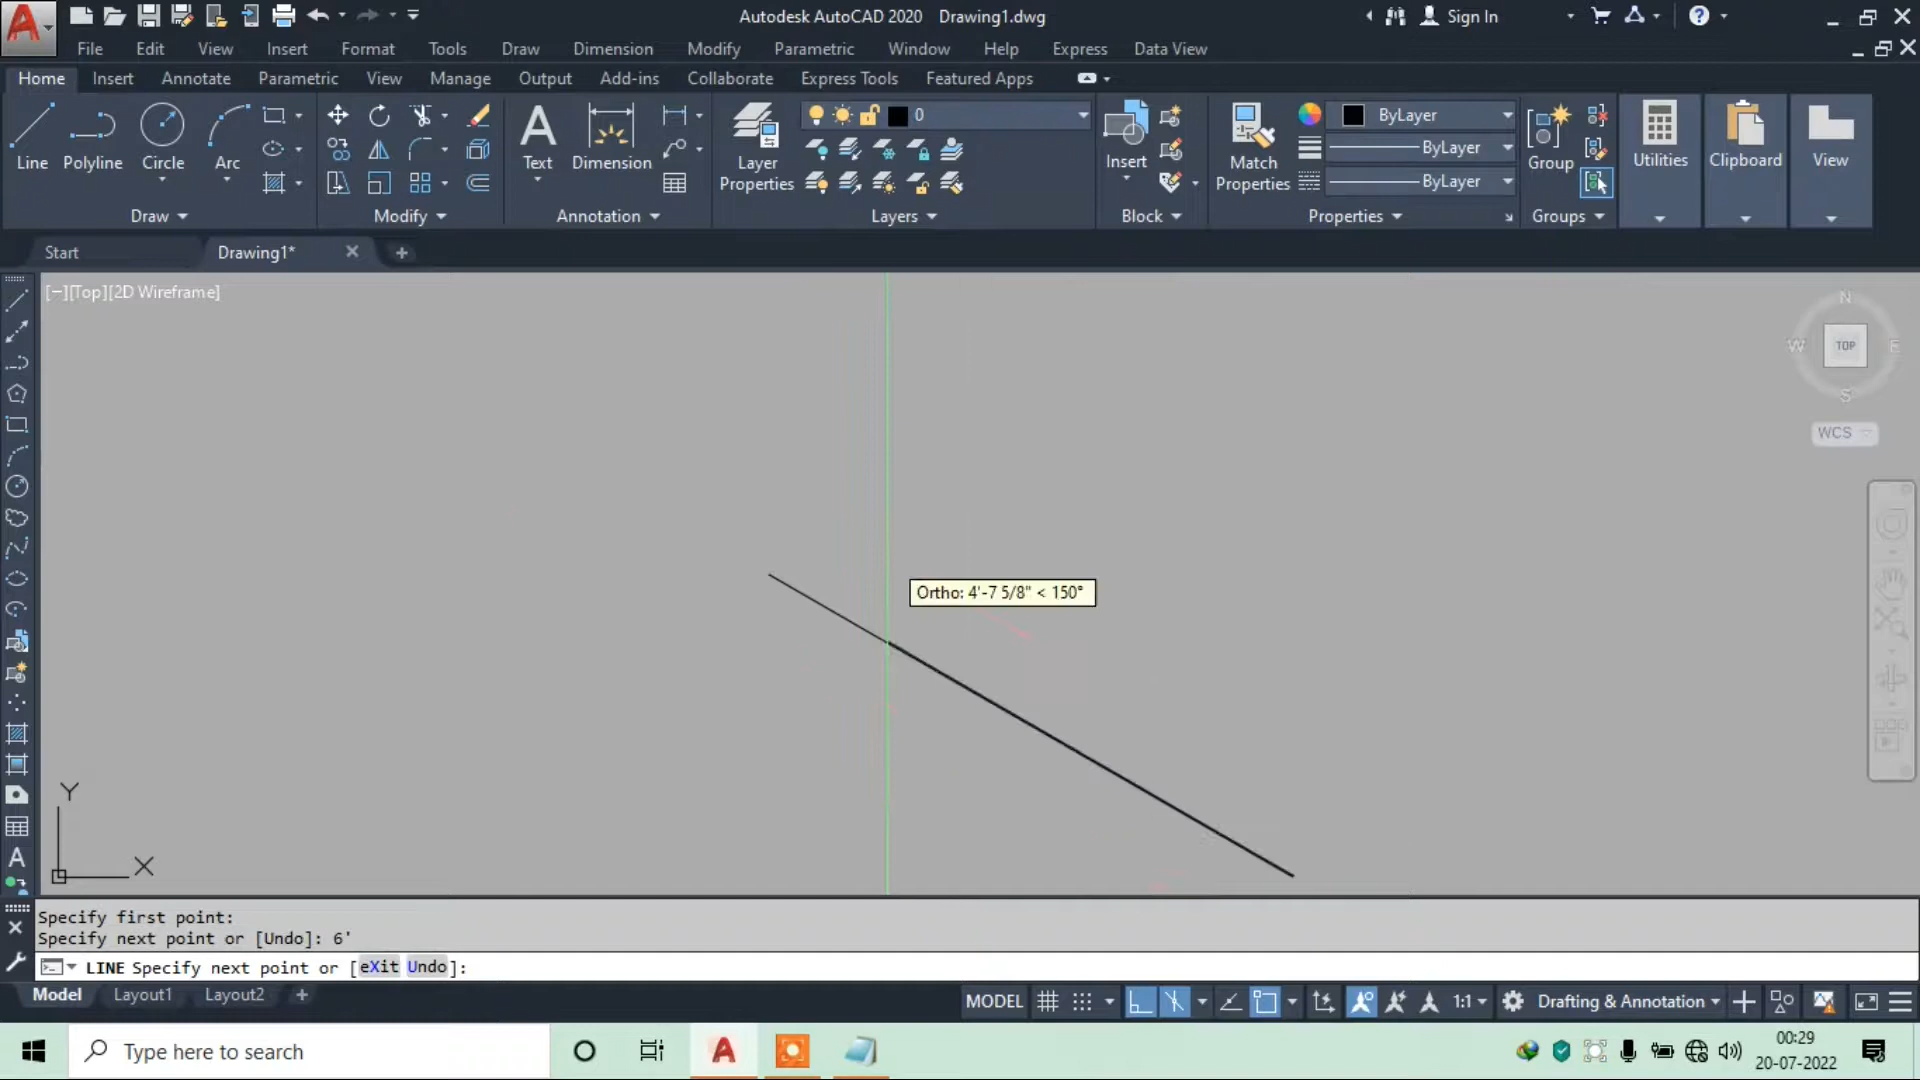 Autodesk AutoCAD 2020 Drawing1.dwg Sign In
File Edit View Insert Format Tools Draw Dimension Modify Parametric Window Help Express Data View
Home Insert Annotate Parametric View Manage Output Add-ins Collaborate Express Tools Featured Apps
0 ByLayer
ByLayer
Line Polyline Circle Arc Text Dimension Layer Properties Insert Match Properties ByLayer Group Utilities Clipboard View
Draw Modify Annotation Layers Block Properties Groups
Start Drawing1* +
[−][Top][2D Wireframe]
N
W TOP E
S
WCS
Ortho: 4'-7 5/8" < 150°
Y
X
A
Specify first point:
Specify next point or [Undo]: 6'
LINE Specify next point or [eXit Undo]:
Model Layout1 Layout2 + MODEL 1:1 Drafting & Annotation
Type here to search
00:29
20-07-2022